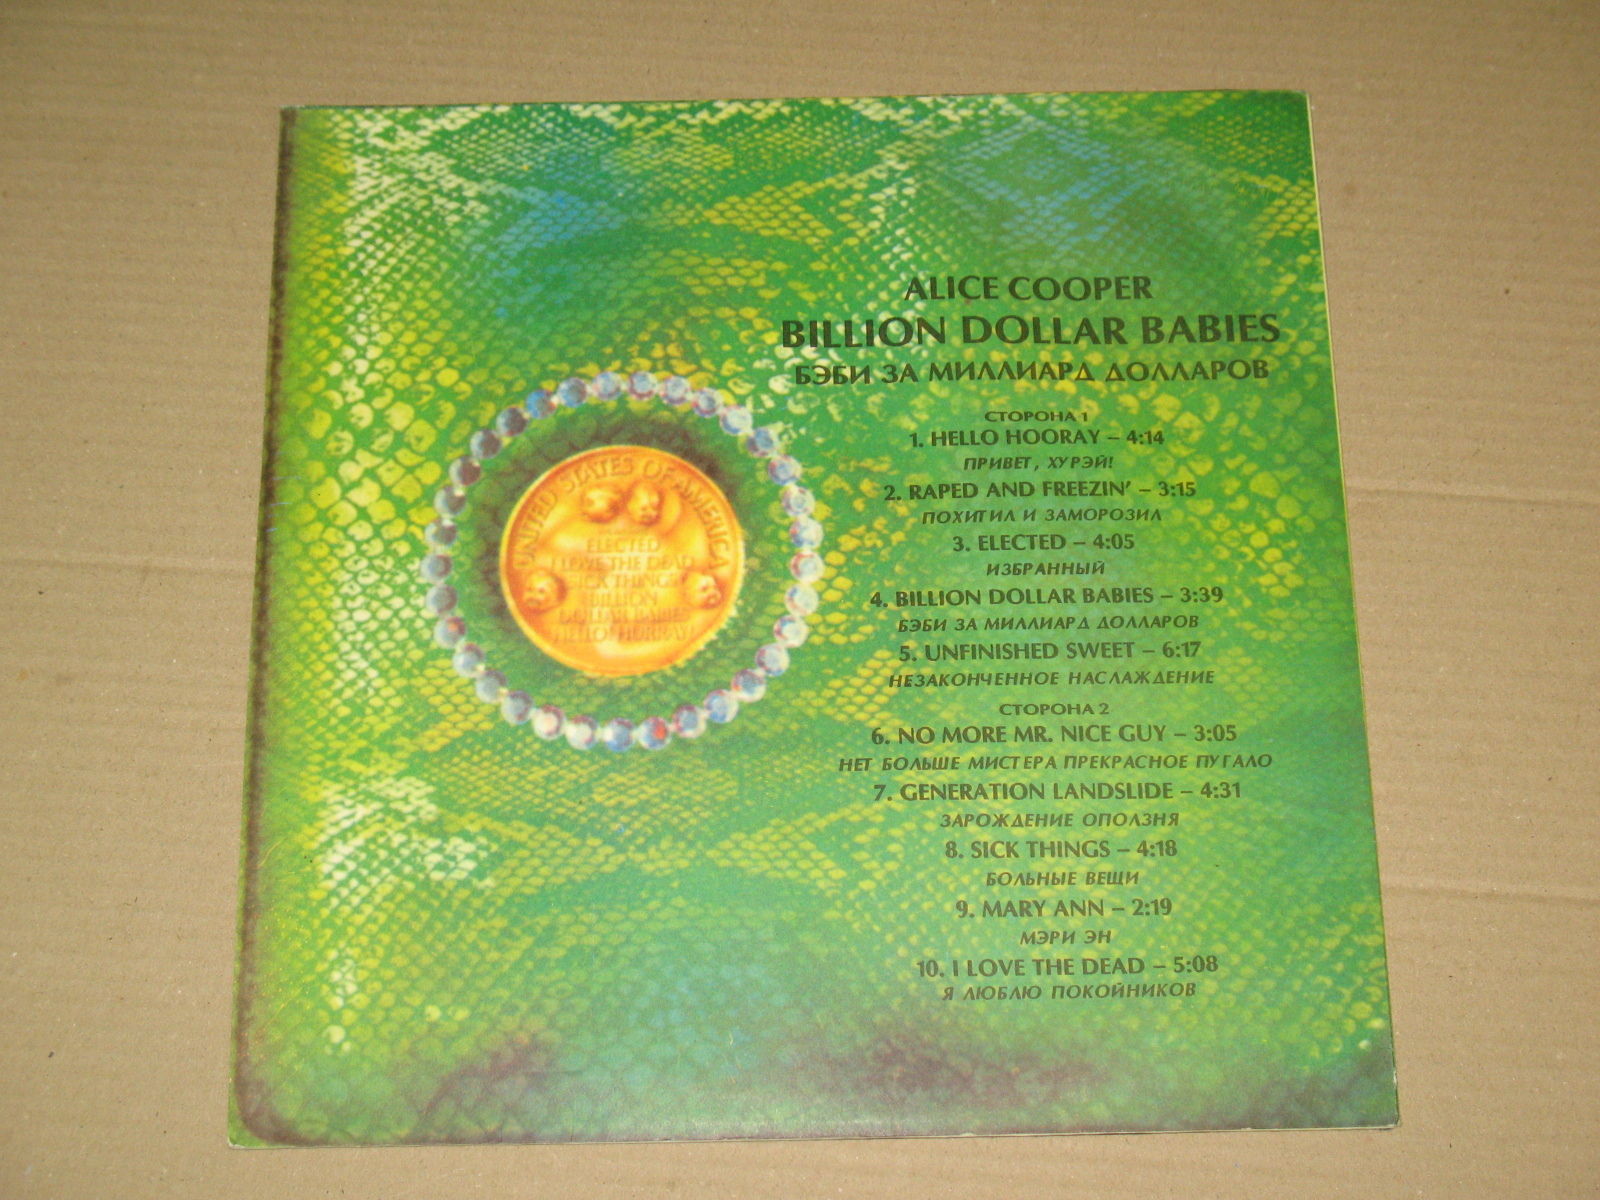 ALICE COOPER
BILLION DOLLAR BABIES
БЭБИ ЗА МИЛЛИАРД ДОЛЛАРОВ
СТОРОНА 1
1. HELLO HOORAY – 4:14
ПРИВЕТ, ХУРЭЙ!
2. RAPED AND FREEZIN' – 3:15
ПОХИТИЛ И ЗАМОРОЗИЛ
3. ELECTED – 4:05
ИЗБРАННЫЙ
4. BILLION DOLLAR BABIES – 3:39
БЭБИ ЗА МИЛЛИАРД ДОЛЛАРОВ
5. UNFINISHED SWEET – 6:17
НЕЗАКОНЧЕННОЕ НАСЛАЖДЕНИЕ
СТОРОНА 2
6. NO MORE MR. NICE GUY – 3:05
НЕТ БОЛЬШЕ МИСТЕРА ПРЕКРАСНОЕ ПУГАЛО
7. GENERATION LANDSLIDE – 4:31
ЗАРОЖДЕНИЕ ОПОЛЗНЯ
8. SICK THINGS – 4:18
БОЛЬНЫЕ ВЕЩИ
9. MARY ANN – 2:19
МЭРИ ЭН
10. I LOVE THE DEAD – 5:08
Я ЛЮБЛЮ ПОКОЙНИКОВ
UNITED STATES OF AMERICA
ELECTED
I LOVE THE DEAD
SICK THINGS
BILLION
DOLLAR BABIES
HELLO! HORRAY!